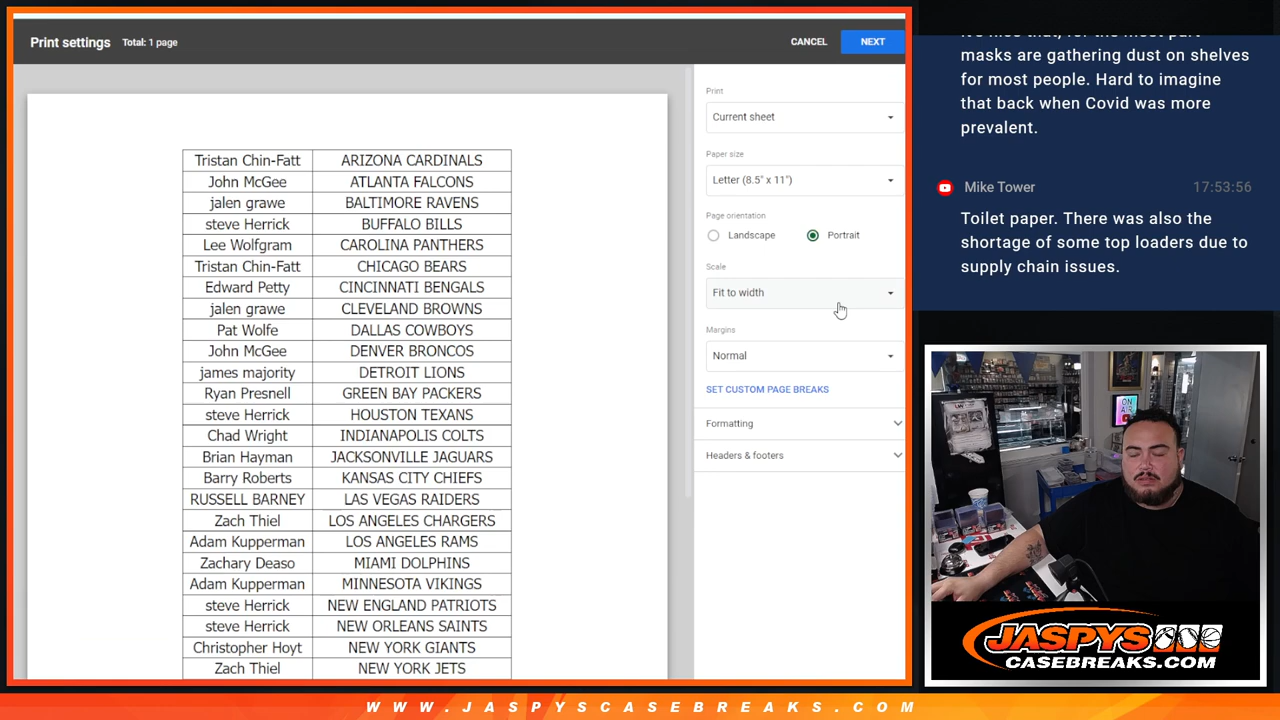 Print settings Total: 1 page
CANCEL NEXT
Tristan Chin-Fatt ARIZONA CARDINALS
John McGee ATLANTA FALCONS
jalen grawe BALTIMORE RAVENS
steve Herrick BUFFALO BILLS
Lee Wolfgram CAROLINA PANTHERS
Tristan Chin-Fatt CHICAGO BEARS
Edward Petty CINCINNATI BENGALS
jalen grawe CLEVELAND BROWNS
Pat Wolfe DALLAS COWBOYS
John McGee DENVER BRONCOS
james majority DETROIT LIONS
Ryan Presnell GREEN BAY PACKERS
steve Herrick HOUSTON TEXANS
Chad Wright INDIANAPOLIS COLTS
Brian Hayman JACKSONVILLE JAGUARS
Barry Roberts KANSAS CITY CHIEFS
RUSSELL BARNEY LAS VEGAS RAIDERS
Zach Thiel LOS ANGELES CHARGERS
Adam Kupperman LOS ANGELES RAMS
Zachary Deaso MIAMI DOLPHINS
Adam Kupperman MINNESOTA VIKINGS
steve Herrick NEW ENGLAND PATRIOTS
steve Herrick NEW ORLEANS SAINTS
Christopher Hoyt NEW YORK GIANTS
Zach Thiel NEW YORK JETS
Print
Current sheet
Paper size
Letter (8.5" x 11")
Page orientation
Landscape Portrait
Scale
Fit to width
Margins
Normal
SET CUSTOM PAGE BREAKS
Formatting
Headers & footers
It's nice that, for the most part
masks are gathering dust on shelves
for most people. Hard to imagine
that back when Covid was more
prevalent.
Mike Tower 17:53:56
Toilet paper. There was also the
shortage of some top loaders due to
supply chain issues.
ON
AIR
JASPYS
CASEBREAKS.COM
WWW.JASPYSCASEBREAKS.COM